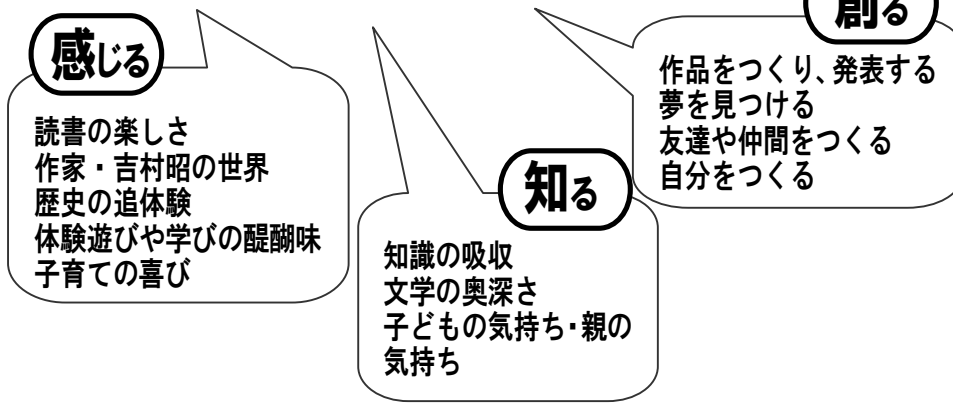 感じる
読書の楽しさ
作家・吉村昭の世界
歴史の追体験
体験遊びや学びの醍醐味
子育ての喜び
知る
知識の吸収
文学の奥深さ
子どもの気持ち・親の
気持ち
創る
作品をつくり、発表する
夢を見つける
友達や仲間をつくる
自分をつくる